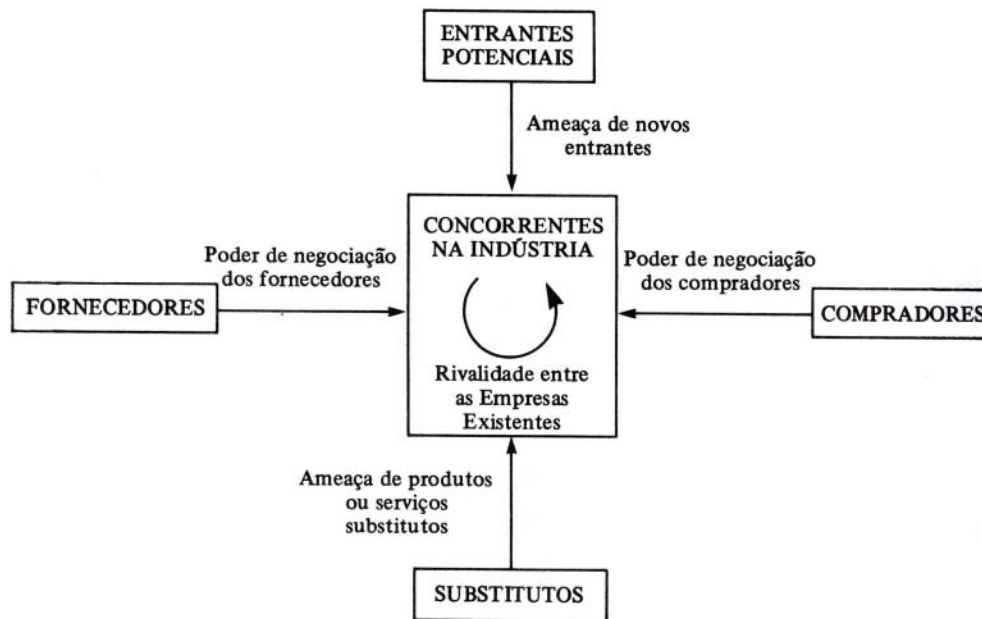 ENTRANTES
POTENCIAIS
Ameaça de novos
entrantes
CONCORRENTES
NA INDÚSTRIA
Poder de negociação
dos fornecedores
Poder de negociação
dos compradores
FORNECEDORES
COMPRADORES
Rivalidade entre
as Empresas
Existentes
Ameaça de produtos
ou serviços
substitutos
SUBSTITUTOS